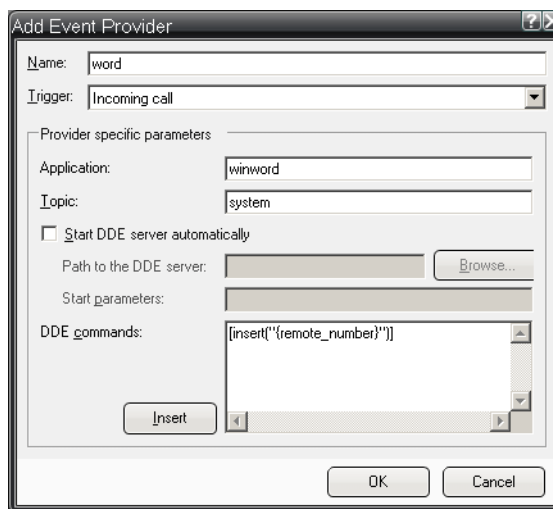 Add Event Provider
Name: word
Trigger: Incoming call
Provider specific parameters
Application: winword
Topic: system
Start DDE server automatically
Path to the DDE server: Browse...
Start parameters:
DDE commands: [insert("{remote_number}")]
Insert
OK Cancel